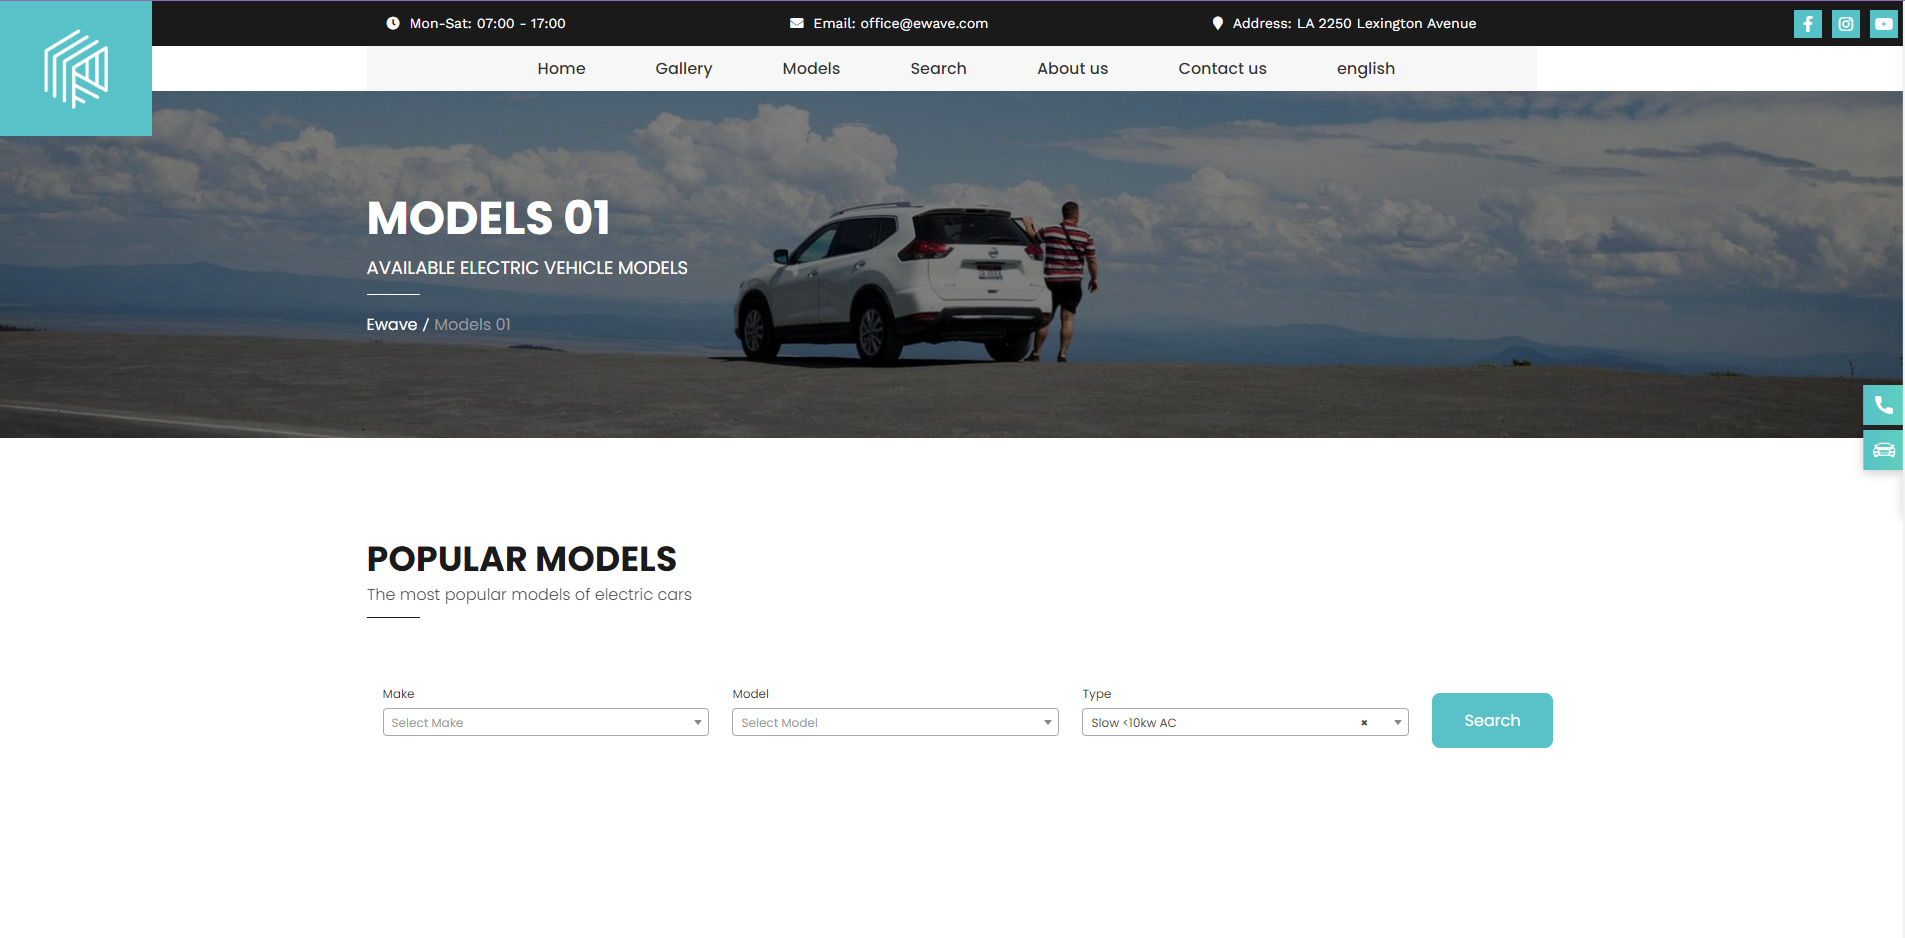 Mon-Sat: 07:00 - 17:00
Email: office@ewave.com
Address: LA 2250 Lexington Avenue
Home
Gallery
Models
Search
About us
Contact us
english
MODELS 01
AVAILABLE ELECTRIC VEHICLE MODELS
Ewave / Models 01
POPULAR MODELS
The most popular models of electric cars
Make
Model
Type
Select Make
Select Model
Slow <10kw AC
×
Search